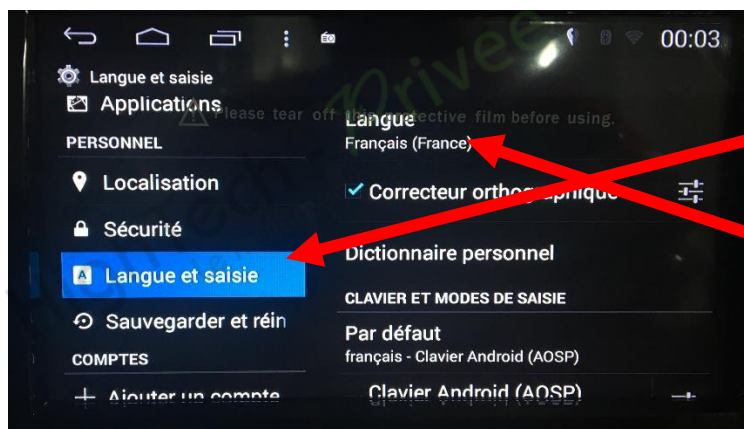 00:03
Langue et saisie
Applications
Please tear off this protective film before using.
PERSONNEL
Localisation
Sécurité
Langue et saisie
Sauvegarder et réin
COMPTES
Ajouter un compte
Langue
Français (France)
Correcteur orthographique
Dictionnaire personnel
CLAVIER ET MODES DE SAISIE
Par défaut
français - Clavier Android (AOSP)
Clavier Android (AOSP)
HighTech-Privee